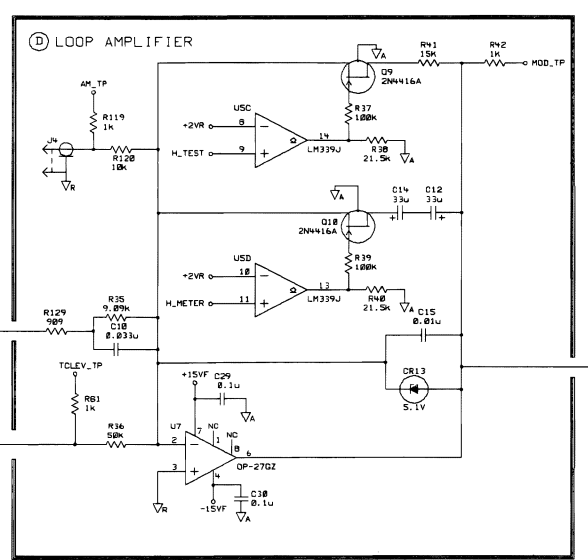 D LOOP AMPLIFIER
A
R41
15K
R42
1K
MOD_TP
Q9
2N4416A
AM_TP
R119
1k
U5C
R37
100k
+2VR
8
14
J4
R120
10k
H_TEST
9
LM339J
R38
21.5k
A
R
A
C14
33u
C12
33u
+
+
Q10
2N4416A
U5D
R39
100k
+2VR
10
13
H_METER
11
LM339J
R40
21.5k
A
R129
909
R35
9.09k
C10
0.033u
C15
0.01u
TCLEV_TP
+15VF
C29
0.1u
CR13
5.1V
R81
1k
A
R36
50k
U7
7
NC
1
NC
8
2
6
OP-27GZ
3
4
C30
0.1u
R
-15VF
A